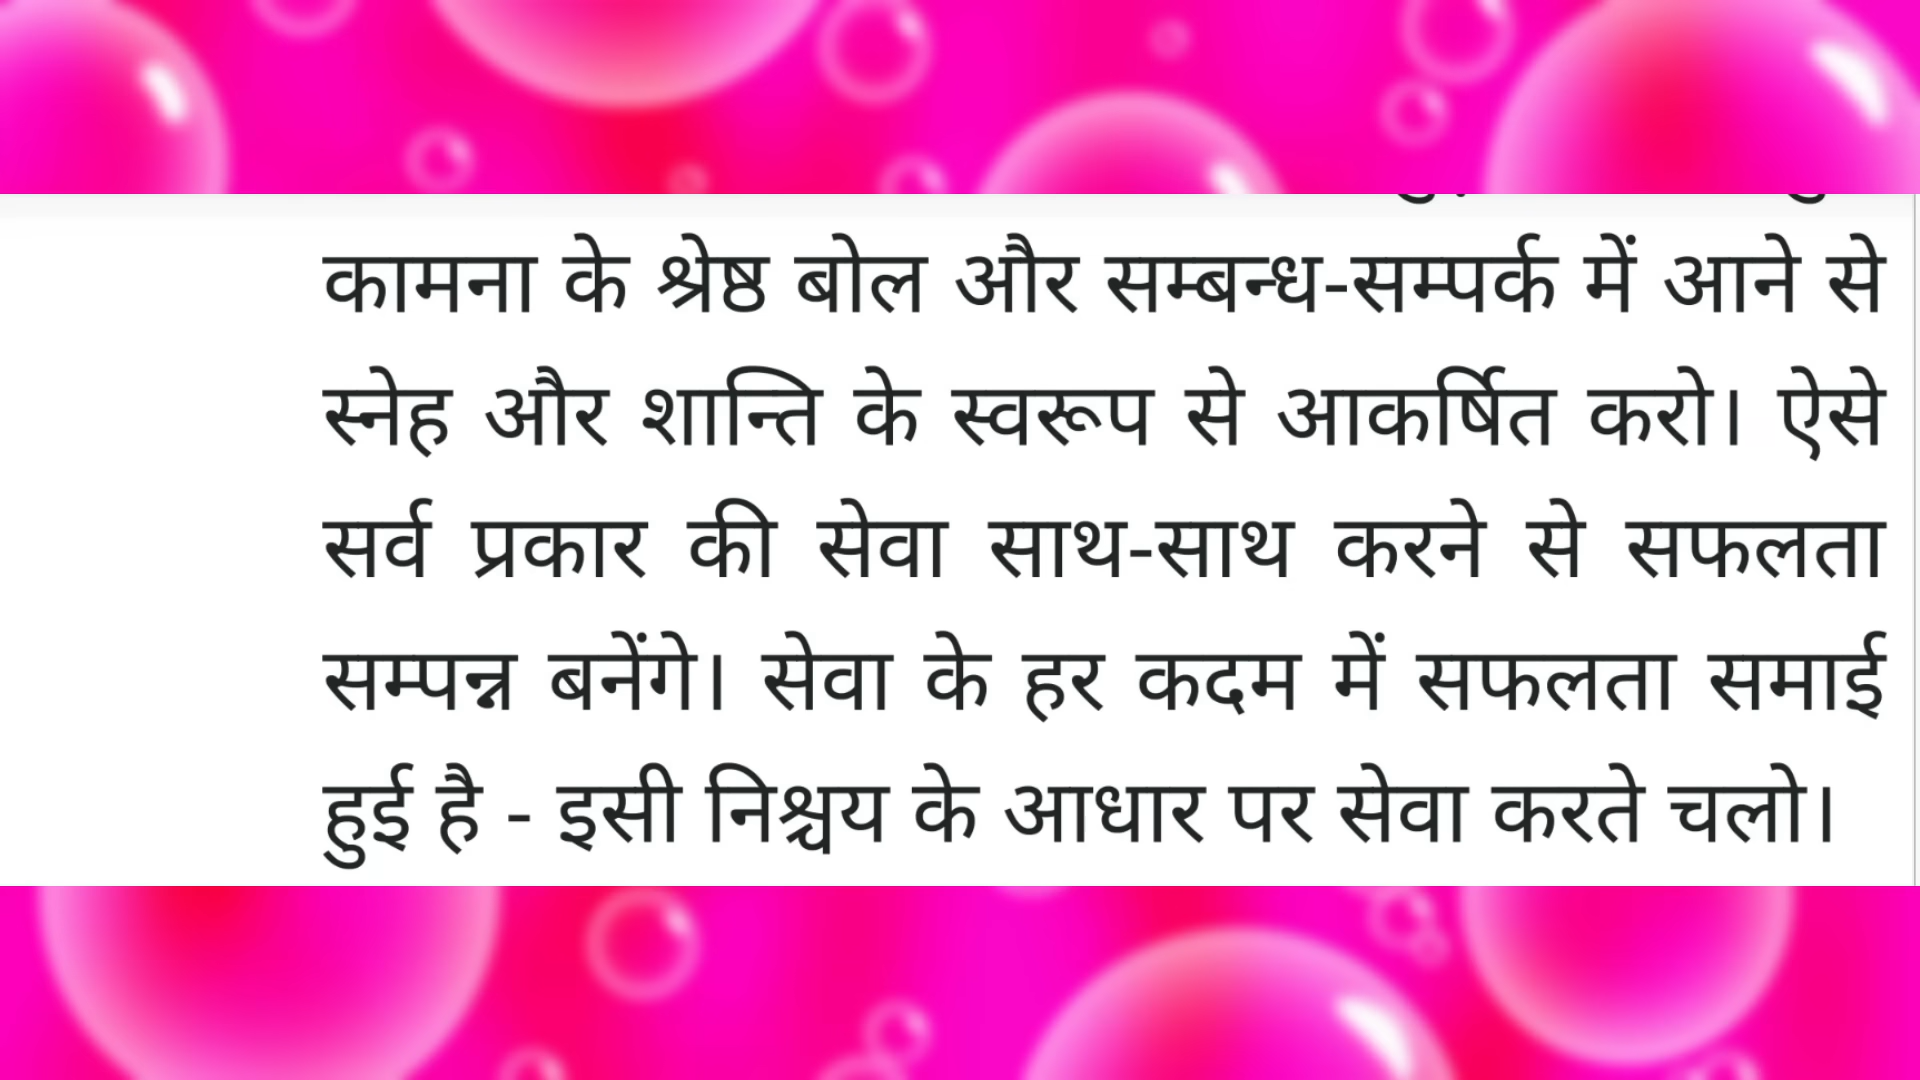 कामना के श्रेष्ठ बोल और सम्बन्ध-सम्पर्क में आने से
स्नेह और शान्ति के स्वरूप से आकर्षित करो। ऐसे
सर्व प्रकार की सेवा साथ-साथ करने से सफलता
सम्पन्न बनेंगे। सेवा के हर कदम में सफलता समाई
हुई है - इसी निश्चय के आधार पर सेवा करते चलो।